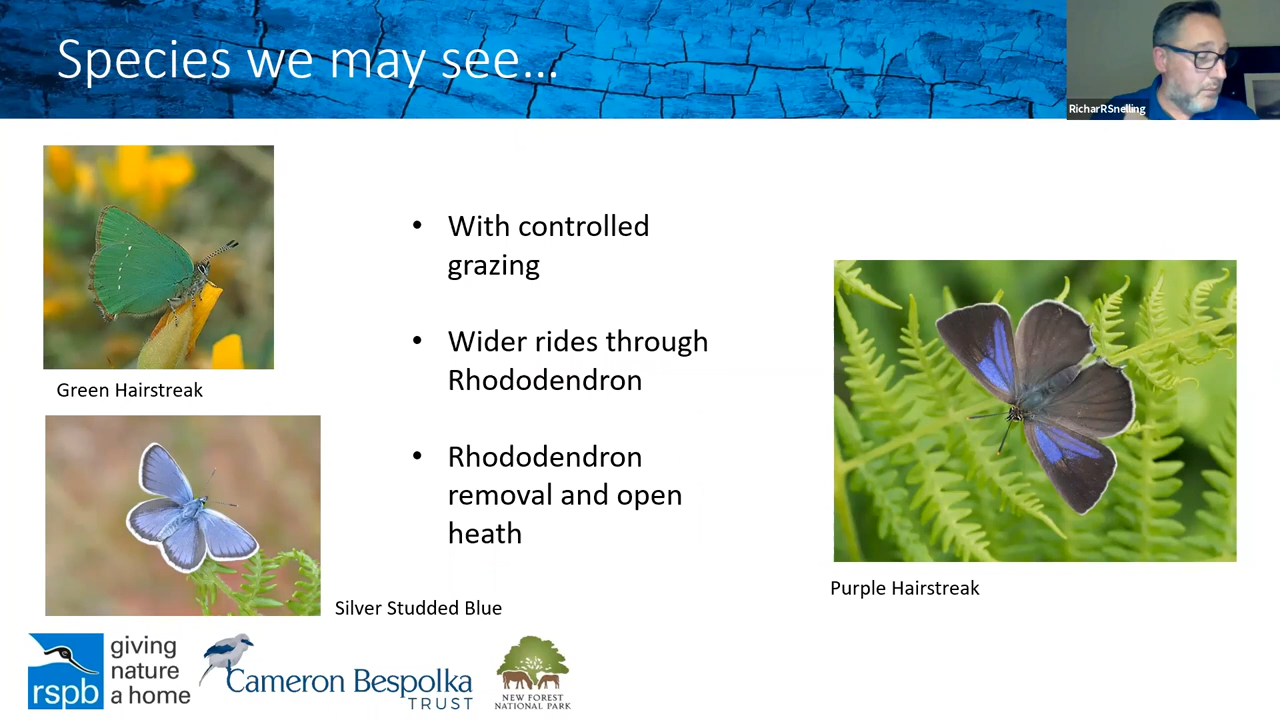 Species we may see...
RicharRSnelling
• With controlled
grazing
• Wider rides through
Rhododendron
• Rhododendron
removal and open
heath
Green Hairstreak
Silver Studded Blue
Purple Hairstreak
rspb
giving
nature
a home
Cameron Bespolka
TRUST
NEW FOREST
NATIONAL PARK